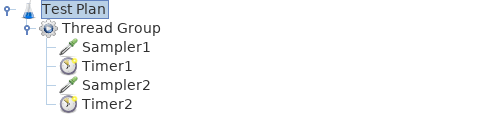 Test Plan
Thread Group
Sampler1
Timer1
Sampler2
Timer2